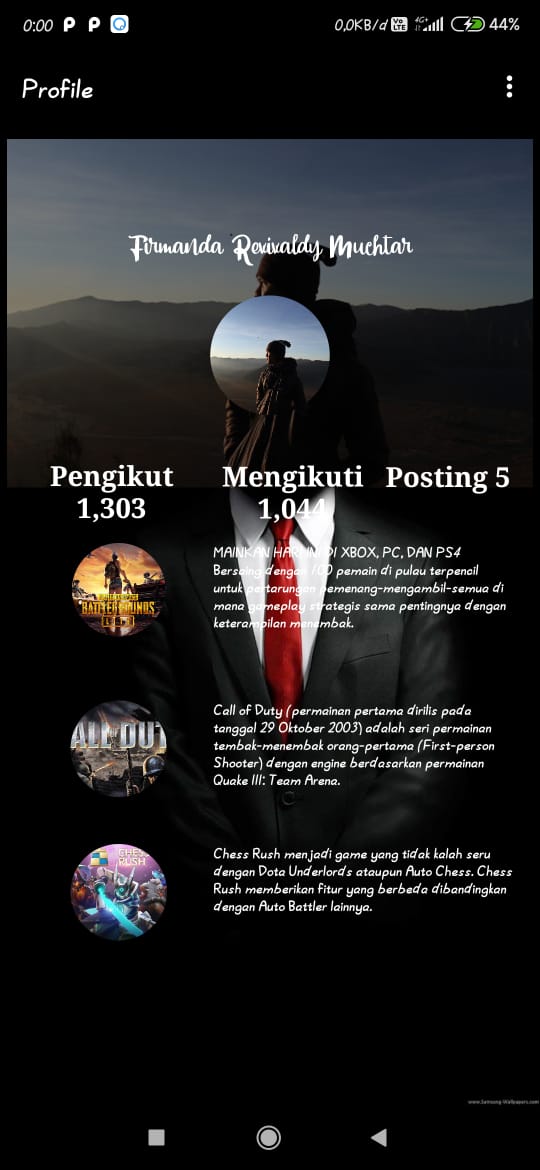 0:00
0,0KB/d Vo LTE 4G+ 44%
Profile
Firmanda Revivaldy Muchtar
Pengikut Mengikuti Posting 5
1,303 1,044
MAINKAN HARI INI DI XBOX, PC, DAN PS4
Bersaing dengan 100 pemain di pulau terpencil
untuk pertarungan pemenang-mengambil-semua di
mana gameplay strategis sama pentingnya dengan
keterampilan menembak.
BATTLEGROUNDS
ALL DUT
Call of Duty (permainan pertama dirilis pada
tanggal 29 Oktober 2003) adalah seri permainan
tembak-menembak orang-pertama (First-person
Shooter) dengan engine berdasarkan permainan
Quake III: Team Arena.
CHESS
RUSH
Chess Rush menjadi game yang tidak kalah seru
dengan Dota Underlords ataupun Auto Chess. Chess
Rush memberikan fitur yang berbeda dibandingkan
dengan Auto Battler lainnya.
www.Samsung-Wallpapers.com